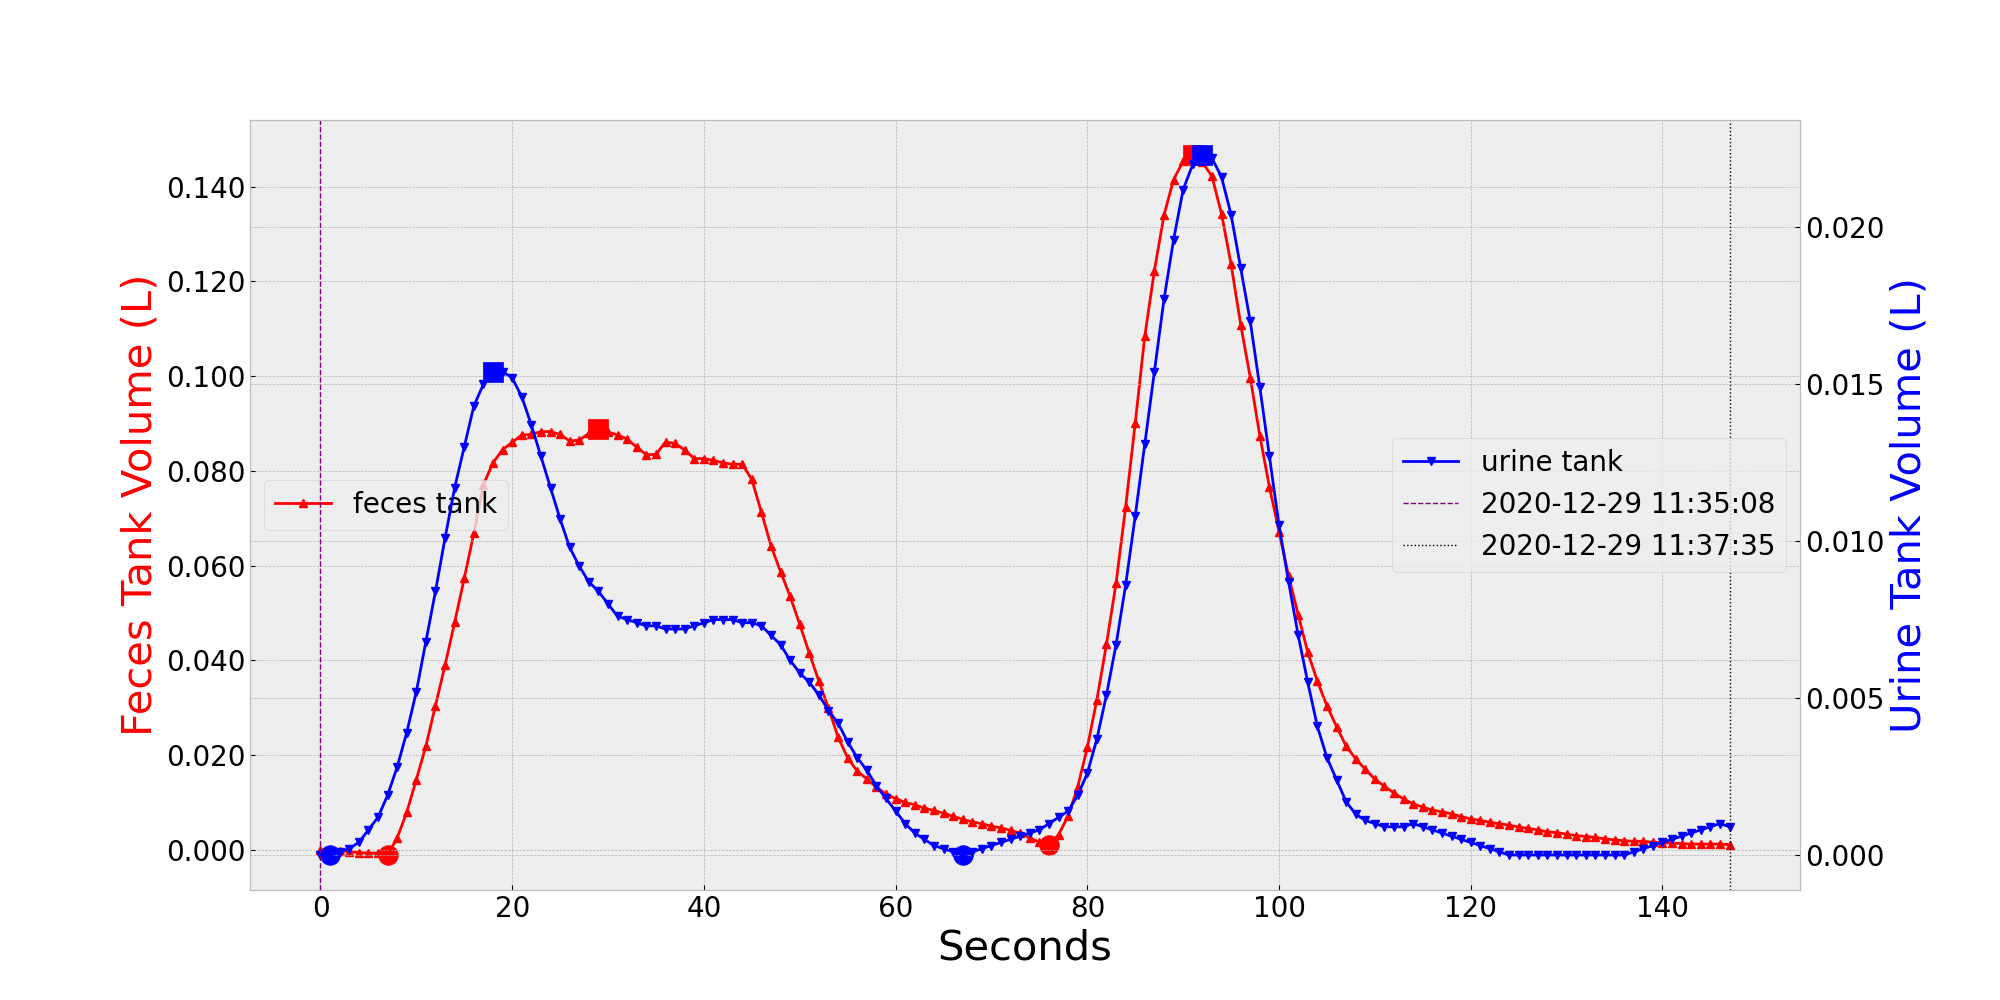 Feces Tank Volume (L)
0.140
0.120
0.100
0.080
0.060
0.040
0.020
0.000
feces tank
urine tank
2020-12-29 11:35:08
2020-12-29 11:37:35
0.020
0.015
0.010
0.005
0.000
Urine Tank Volume (L)
0 20 40 60 80 100 120 140
Seconds